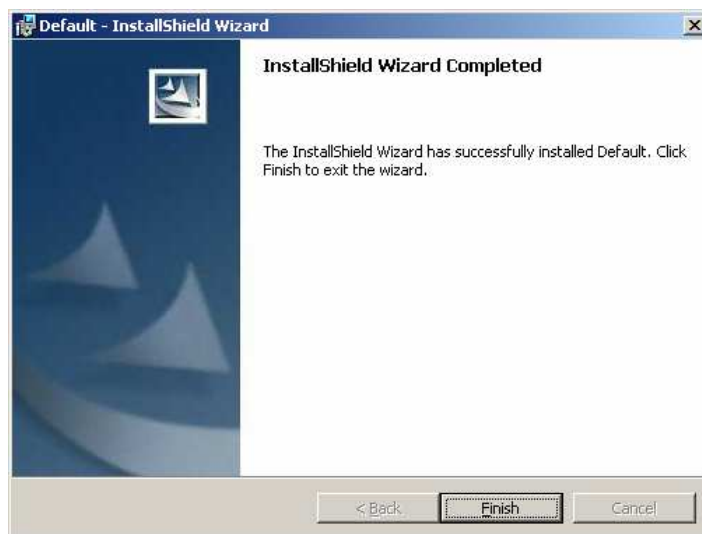 Default - InstallShield Wizard
InstallShield Wizard Completed
The InstallShield Wizard has successfully installed Default. Click
Finish to exit the wizard.
< Back Finish Cancel